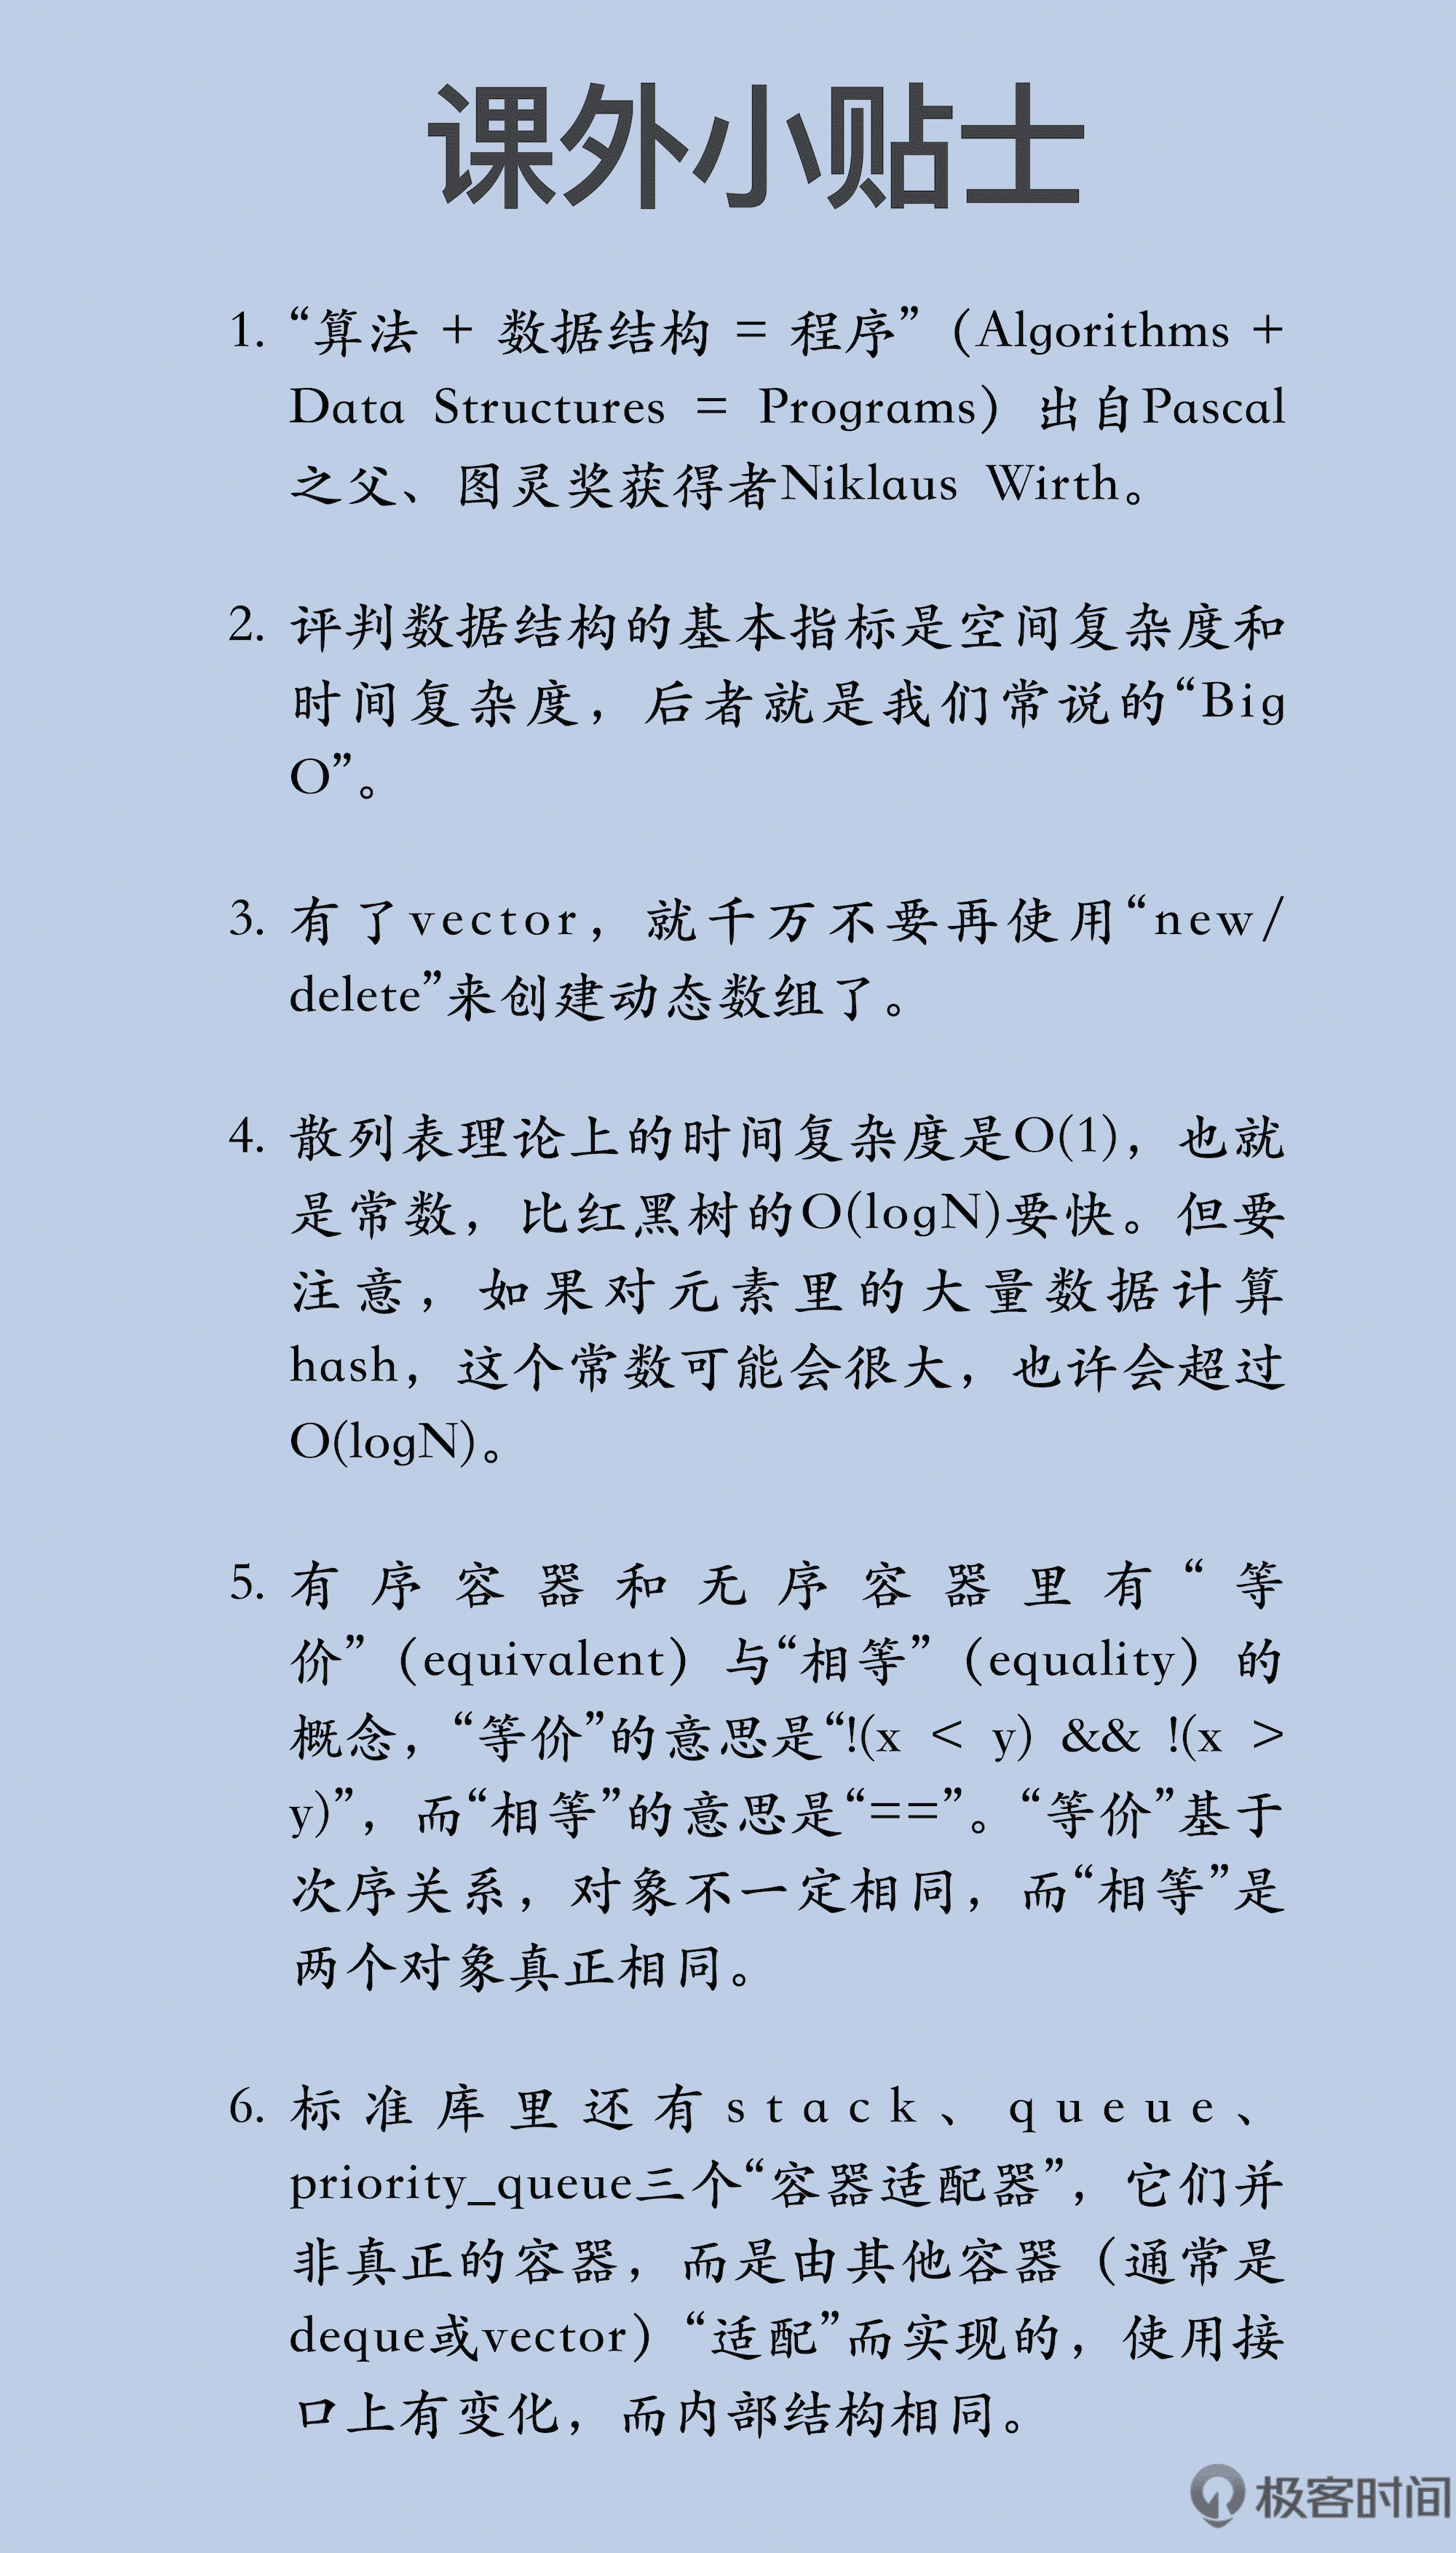 课外小贴士
1. “算法 + 数据结构 = 程序”（Algorithms +
Data Structures = Programs）出自Pascal
之父、图灵奖获得者Niklaus Wirth。
2. 评判数据结构的基本指标是空间复杂度和
时间复杂度，后者就是我们常说的“Big
O”。
3. 有了vector，就千万不要再使用“new/
delete”来创建动态数组了。
4. 散列表理论上的时间复杂度是O(1)，也就
是常数，比红黑树的O(logN)要快。但要
注意，如果对元素里的大量数据计算
hash，这个常数可能会很大，也许会超过
O(logN)。
5. 有序容器和无序容器里有“等
价”（equivalent）与“相等”（equality）的
概念，“等价”的意思是“!(x < y) && !(x >
y)”，而“相等”的意思是“==”。“等价”基于
次序关系，对象不一定相同，而“相等”是
两个对象真正相同。
6. 标准库里还有stack、queue、
priority_queue三个“容器适配器”，它们并
非真正的容器，而是由其他容器（通常是
deque或vector）“适配”而实现的，使用接
口上有变化，而内部结构相同。
极客时间